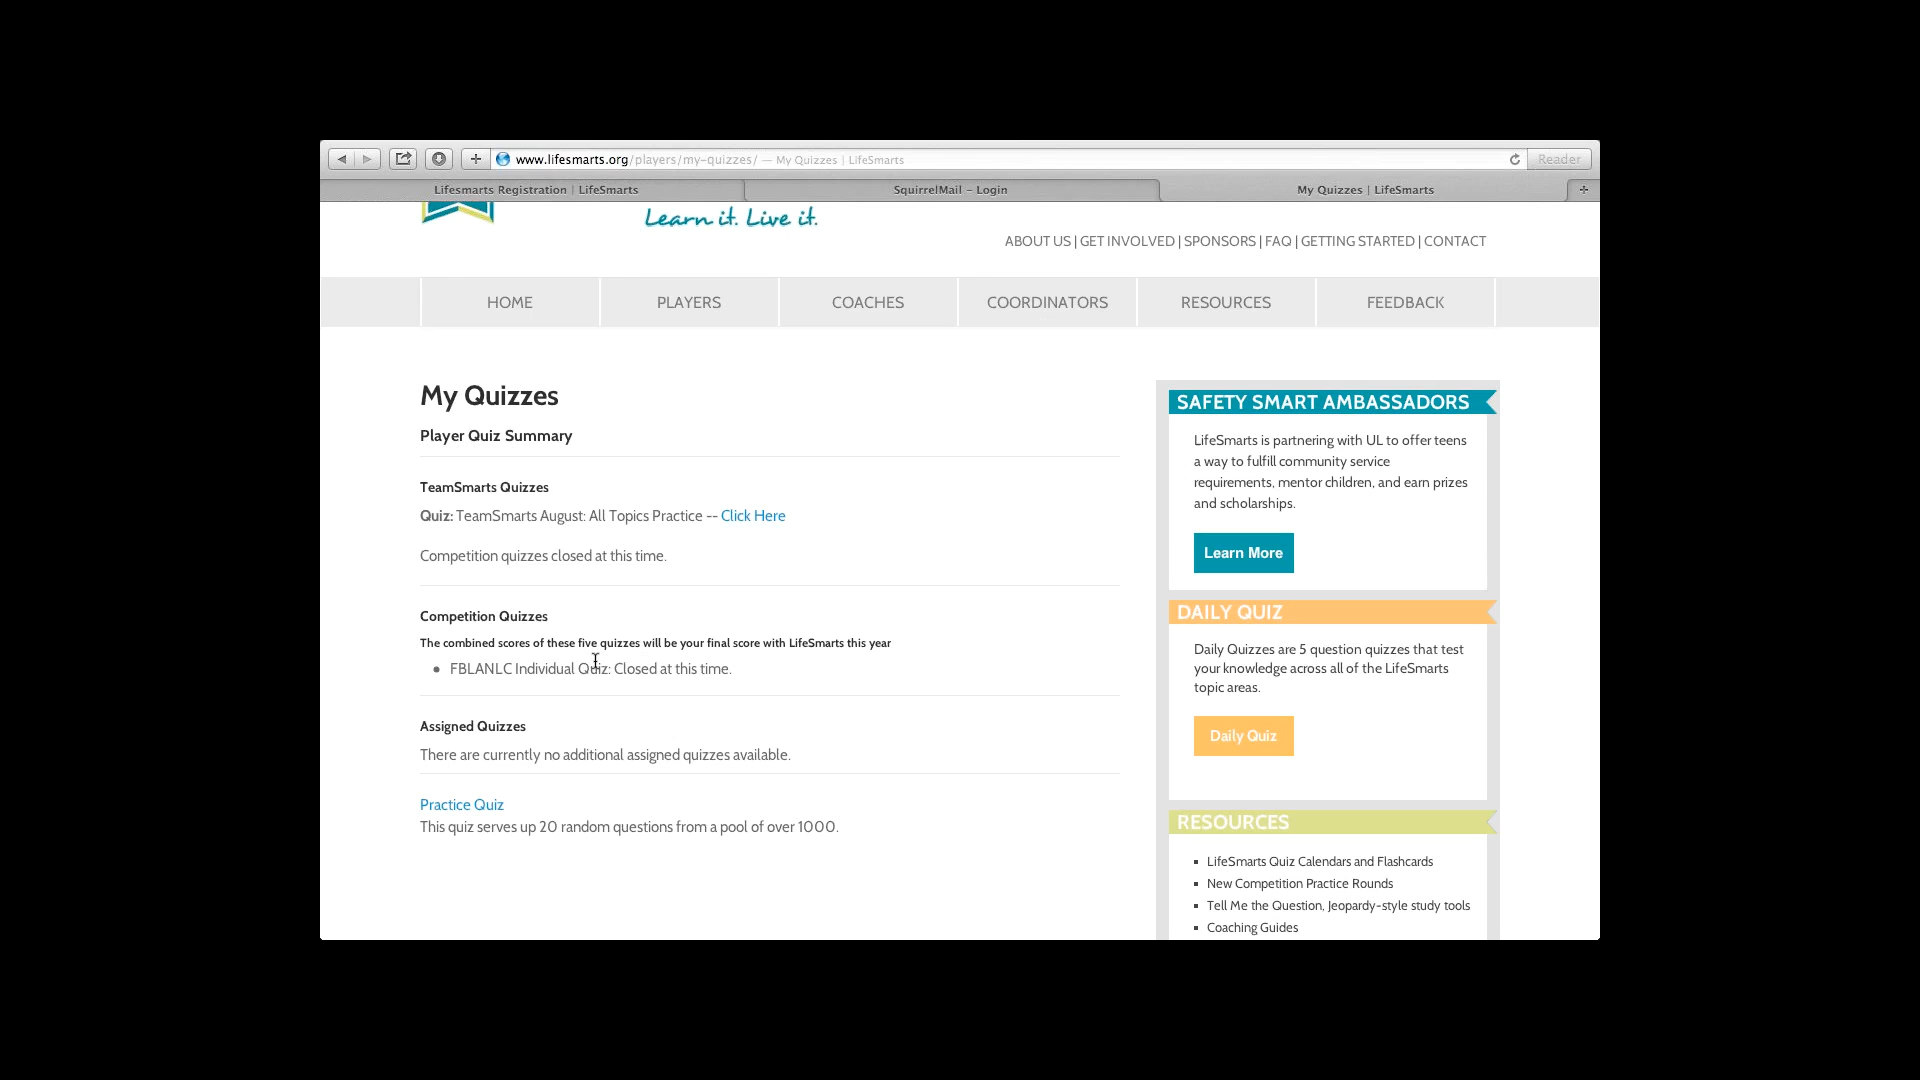 www.lifesmarts.org/players/my-quizzes/ — My Quizzes | LifeSmarts
Reader
Lifesmarts Registration | LifeSmarts
SquirrelMail - Login
My Quizzes | LifeSmarts
Learn it. Live it.
ABOUT US | GET INVOLVED | SPONSORS | FAQ | GETTING STARTED | CONTACT
HOME
PLAYERS
COACHES
COORDINATORS
RESOURCES
FEEDBACK
My Quizzes
Player Quiz Summary
TeamSmarts Quizzes
Quiz: TeamSmarts August: All Topics Practice -- Click Here
Competition quizzes closed at this time.
Competition Quizzes
The combined scores of these five quizzes will be your final score with LifeSmarts this year
FBLANLC Individual Quiz: Closed at this time.
Assigned Quizzes
There are currently no additional assigned quizzes available.
Practice Quiz
This quiz serves up 20 random questions from a pool of over 1000.
SAFETY SMART AMBASSADORS
LifeSmarts is partnering with UL to offer teens
a way to fulfill community service
requirements, mentor children, and earn prizes
and scholarships.
Learn More
DAILY QUIZ
Daily Quizzes are 5 question quizzes that test
your knowledge across all of the LifeSmarts
topic areas.
Daily Quiz
RESOURCES
LifeSmarts Quiz Calendars and Flashcards
New Competition Practice Rounds
Tell Me the Question, Jeopardy-style study tools
Coaching Guides